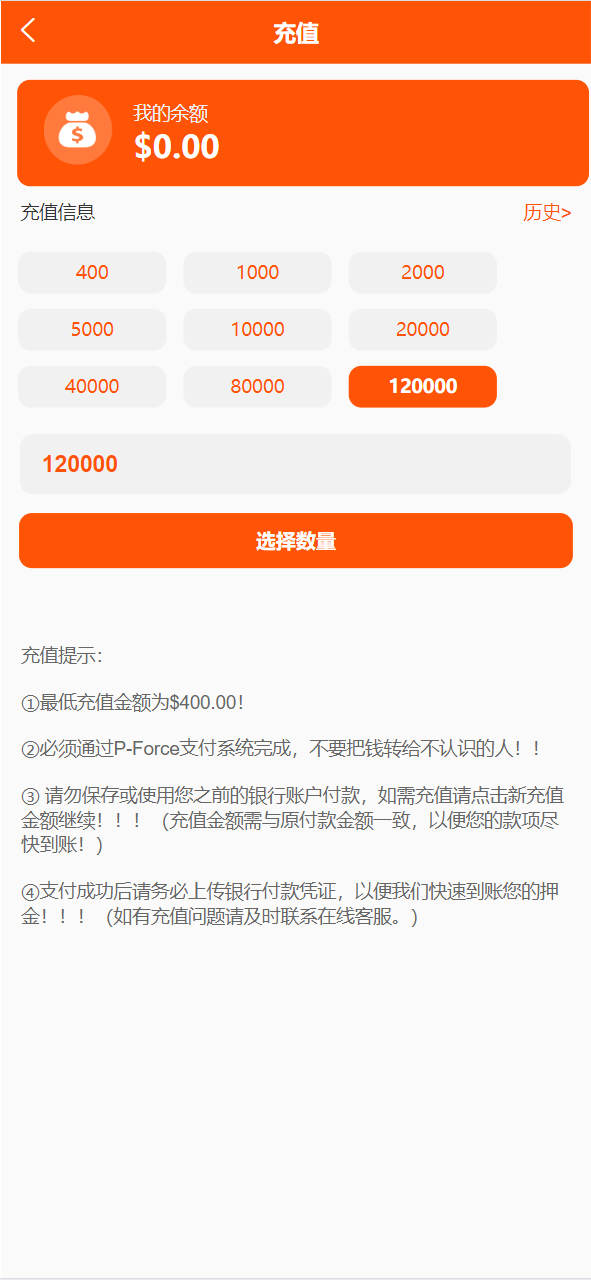 充值
我的余额
$0.00
充值信息
历史>
400
1000
2000
5000
10000
20000
40000
80000
120000
120000
选择数量
充值提示：
①最低充值金额为$400.00！
②必须通过P-Force支付系统完成，不要把钱转给不认识的人！！
③ 请勿保存或使用您之前的银行账户付款，如需充值请点击新充值
金额继续！！！（充值金额需与原付款金额一致，以便您的款项尽
快到账！）
④支付成功后请务必上传银行付款凭证，以便我们快速到账您的押
金！！！（如有充值问题请及时联系在线客服。）